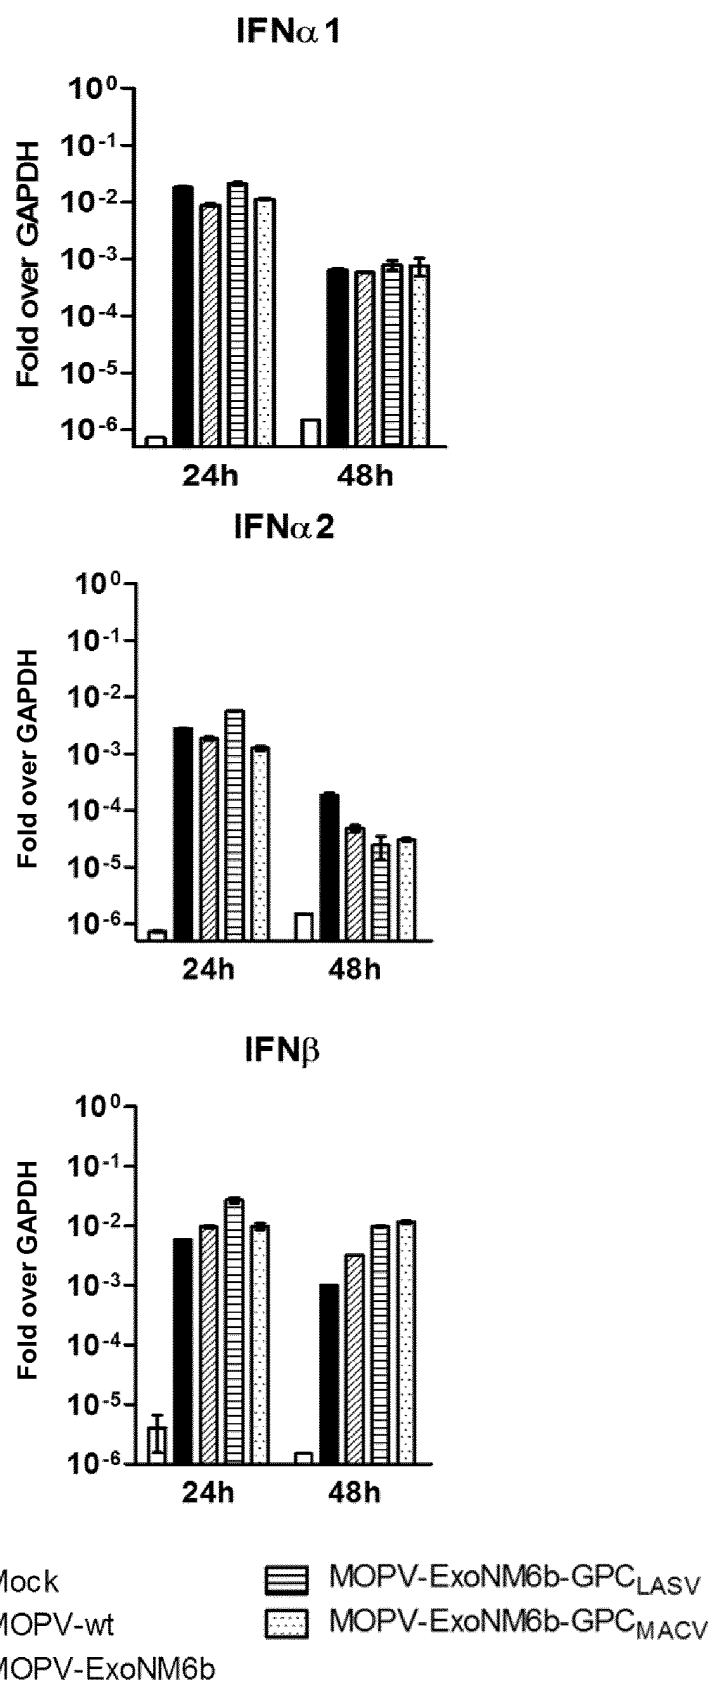 IFNα1
Fold over GAPDH
10⁰
10⁻¹
10⁻²
10⁻³
10⁻⁴
10⁻⁵
10⁻⁶
24h 48h
IFNα2
Fold over GAPDH
10⁰
10⁻¹
10⁻²
10⁻³
10⁻⁴
10⁻⁵
10⁻⁶
24h 48h
IFNβ
Fold over GAPDH
10⁰
10⁻¹
10⁻²
10⁻³
10⁻⁴
10⁻⁵
10⁻⁶
24h 48h
Mock MOPV-ExoNM6b-GPC_LASV
MOPV-wt MOPV-ExoNM6b-GPC_MACV
MOPV-ExoNM6b